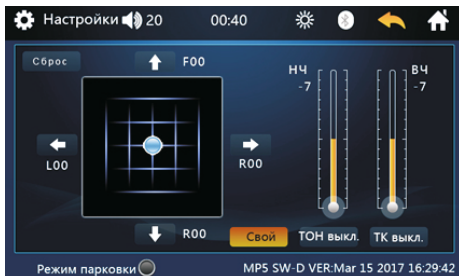 Настройки 20 00:40
Сброс F00 НЧ ВЧ
-7 -7
L00 R00
R00 Свой ТОН выкл. ТК выкл.
Режим парковки MP5 SW-D VER:Mar 15 2017 16:29:42